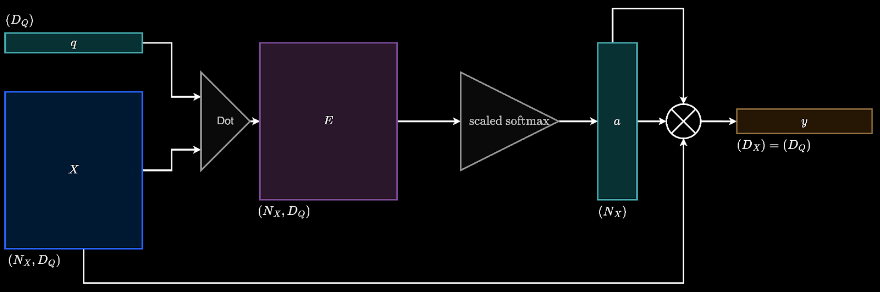 (D_Q)
q
X
(N_X, D_Q)
Dot
E
(N_X, D_Q)
scaled softmax
a
(N_X)
y
(D_X) = (D_Q)